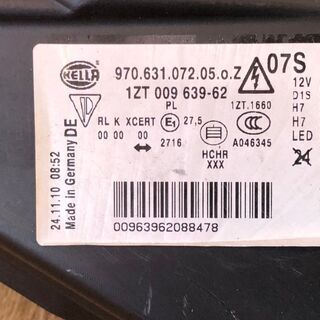 HELLA
970.631.072.05.o.Z
07S
1ZT 009 639-62
12V
PL
1ZT.1660
D1S
RL K XCERT
E1
27,5
CCC
H7
00 00 00
2716
A046345
H7
HCHR
LED
XXX
24
DE
Made in Germany
24.11.10 08:52
00963962088478